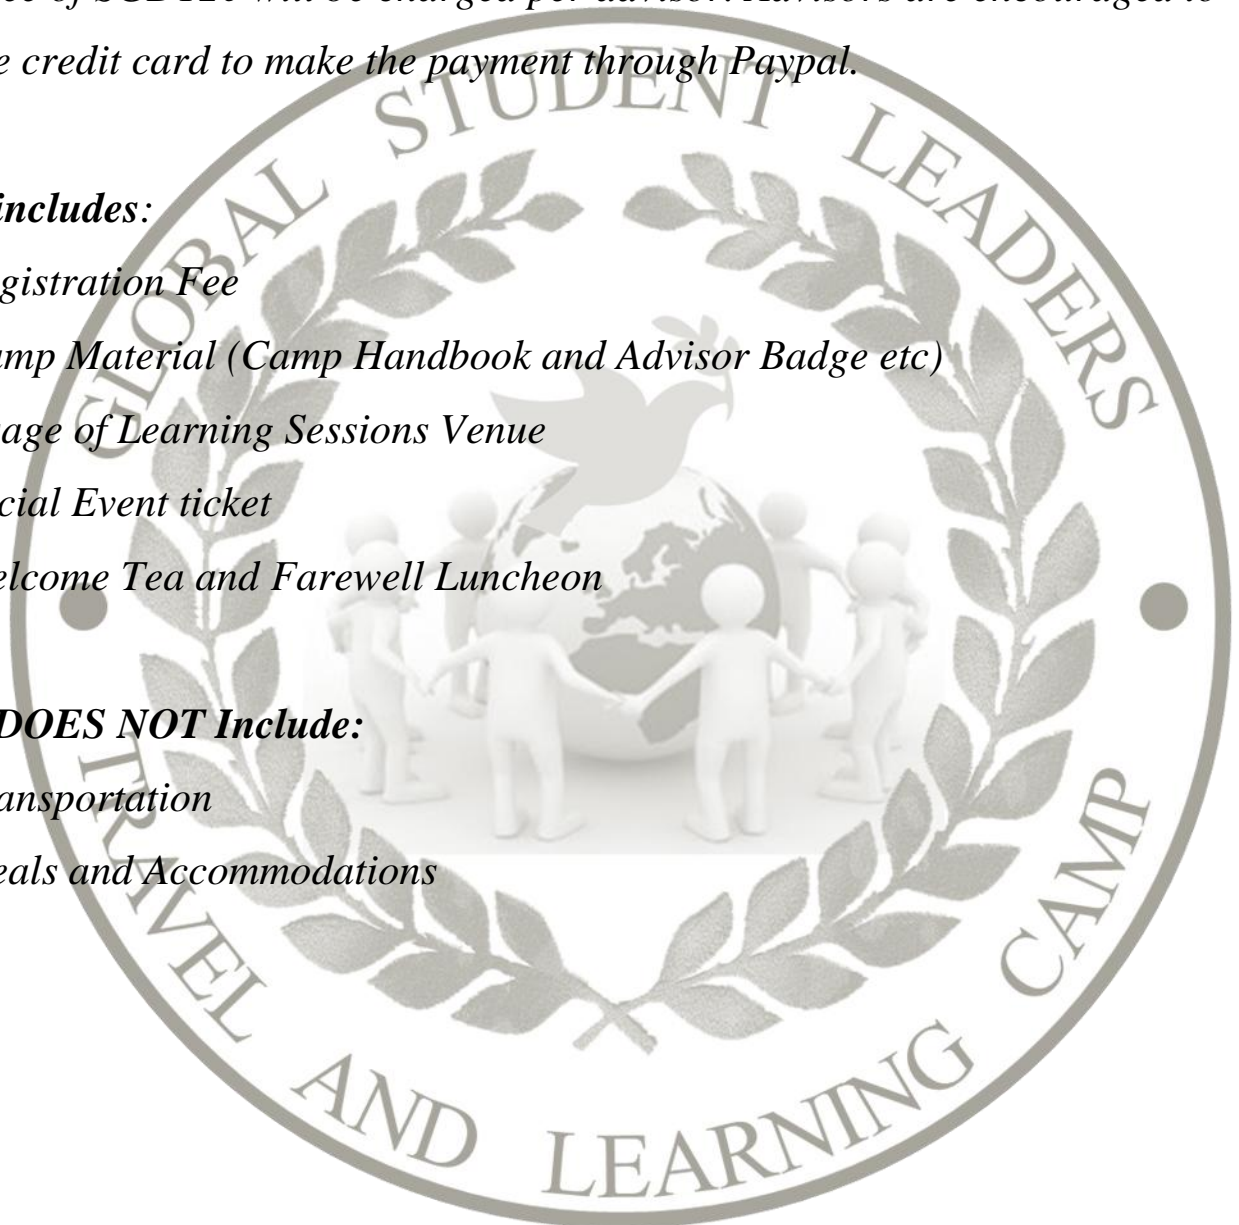 of SGD120 will be charged per advisor. Advisors are encouraged to
e credit card to make the payment through Paypal.
includes:
gistration Fee
amp Material (Camp Handbook and Advisor Badge etc)
age of Learning Sessions Venue
cial Event ticket
elcome Tea and Farewell Luncheon
DOES NOT Include:
ansportation
eals and Accommodations
GLOBAL STUDENT LEADERS
TRAVEL AND LEARNING CAMP